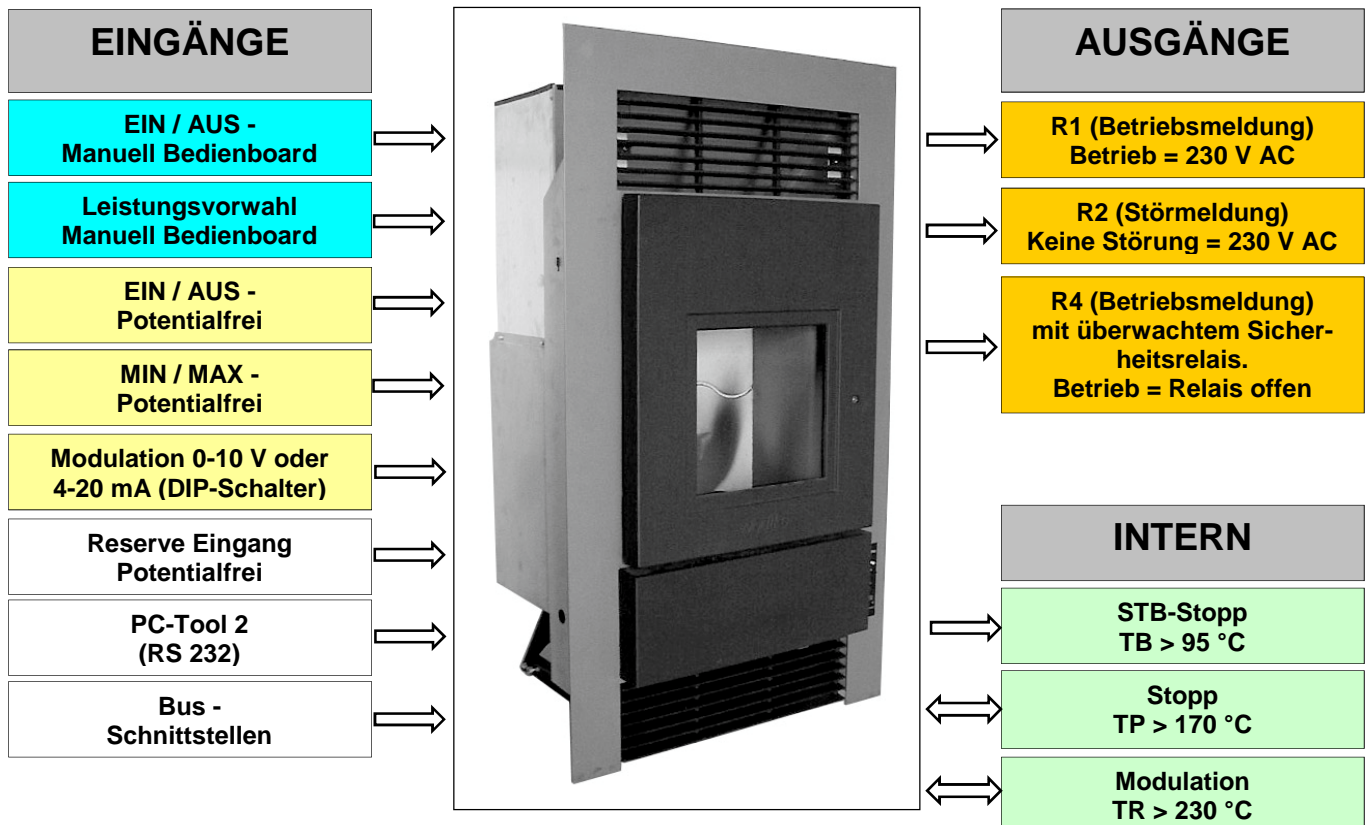 EINGÄNGE
EIN / AUS -
Manuell Bedienboard
Leistungsvorwahl
Manuell Bedienboard
EIN / AUS -
Potentialfrei
MIN / MAX -
Potentialfrei
Modulation 0-10 V oder
4-20 mA (DIP-Schalter)
Reserve Eingang
Potentialfrei
PC-Tool 2
(RS 232)
Bus -
Schnittstellen
AUSGÄNGE
R1 (Betriebsmeldung)
Betrieb = 230 V AC
R2 (Störmeldung)
Keine Störung = 230 V AC
R4 (Betriebsmeldung)
mit überwachtem Sicher-
heitsrelais.
Betrieb = Relais offen
INTERN
STB-Stopp
TB > 95 °C
Stopp
TP > 170 °C
Modulation
TR > 230 °C